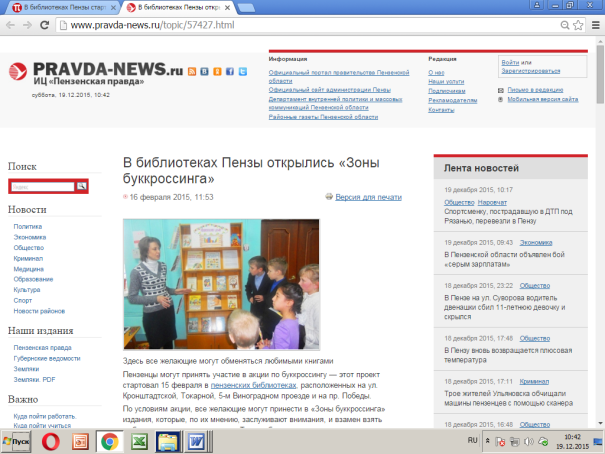 В библиотеках Пензы старт
В библиотеках Пензы откры
www.pravda-news.ru/topic/57427.html
PRAVDA-NEWS.ru
ИЦ «Пензенская правда»
суббота, 19.12.2015, 10:42
Информация
Официальный портал правительства Пензенской
области
Официальный сайт администрации Пензы
Департамент внутренней политики и массовых
коммуникаций Пензенской области
Районные газеты Пензенской области
Редакция
О нас
Наши услуги
Подписчикам
Рекламодателям
Контакты
Войти или
Зарегистрироваться
Письмо в редакцию
Мобильная версия сайта
Поиск
Новости
Политика
Экономика
Общество
Криминал
Медицина
Образование
Культура
Спорт
Новости районов
Наши издания
Пензенская правда
Губернские ведомости
Земляки
Земляки. PDF
Важно
Куда пойти работать.
Куда пойти учиться
В библиотеках Пензы открылись «Зоны
буккроссинга»
16 февраля 2015, 11:53
Версия для печати
Здесь все желающие могут обменяться любимыми книгами
Пензенцы могут принять участие в акции по буккроссингу — этот проект
стартовал 15 февраля в пензенских библиотеках, расположенных на ул.
Кронштадтской, Токарной, 5-м Виноградном проезде и на пр. Победы.
По условиям акции, все желающие могут принести в «Зоны буккроссинга»
издания, которые, по их мнению, заслуживают внимания, и взамен взять
Лента новостей
19 декабря 2015, 10:17
Общество Наровчат
Спортсменку, пострадавшую в ДТП под
Рязанью, перевезли в Пензу
19 декабря 2015, 09:43 Экономика
В Пензенской области объявлен бой
«серым зарплатам»
18 декабря 2015, 23:22 Общество
В Пензе на ул. Суворова водитель
двенашки сбил 11-летнюю девочку и
скрылся
18 декабря 2015, 17:48 Общество
В Пензу вновь возвращается плюсовая
температура
18 декабря 2015, 17:11 Криминал
Трое жителей Ульяновска обчищали
машины пензенцев с помощью сканера
18 декабря 2015, 16:27 Общество
Пуск
RU
10:42
19.12.2015